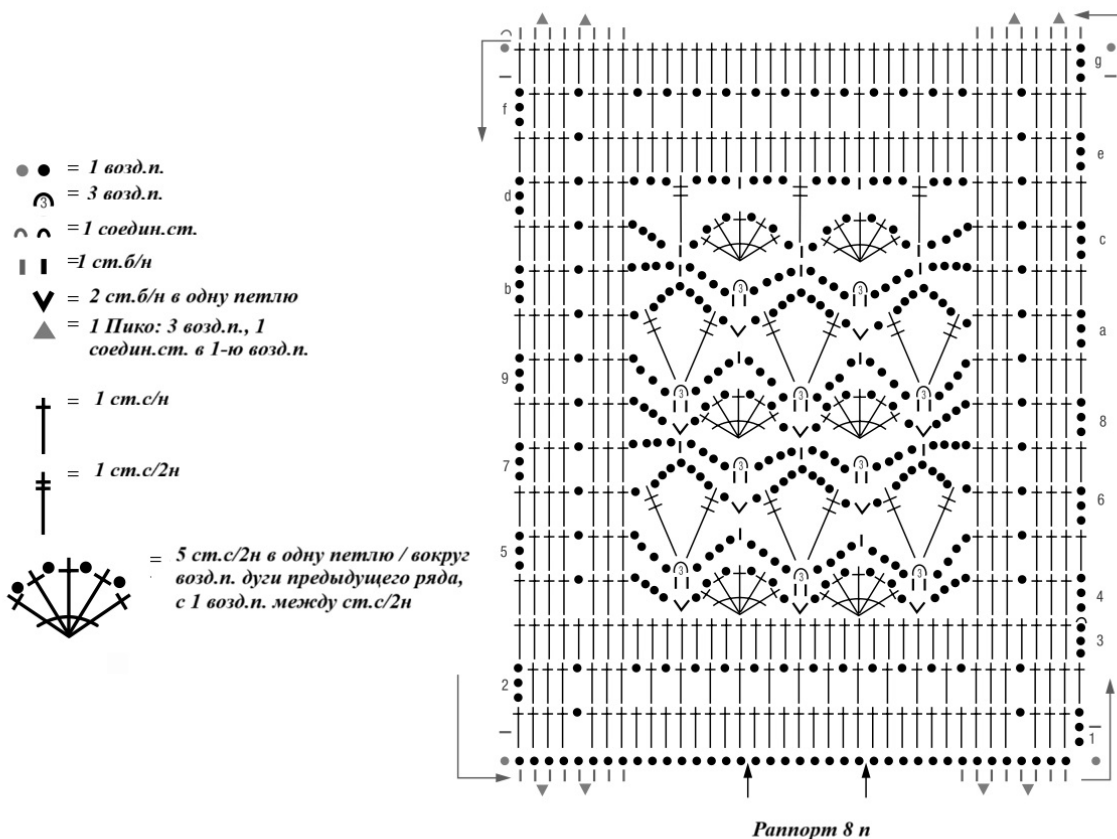 = 1 возд.п.
3 = 3 возд.п.
= 1 соедин.ст.
=1 ст.б/н
= 2 ст.б/н в одну петлю
= 1 Пико: 3 возд.п., 1
соедин.ст. в 1-ю возд.п.
= 1 ст.с/н
= 1 ст.с/2н
= 5 ст.с/2н в одну петлю / вокруг
возд.п. дуги предыдущего ряда,
с 1 возд.п. между ст.с/2н
g
f
e
d
c
b
3 3
a
9
3 3 3
8
7
3 3
6
5
3 3 3
4
3
2
1
Раппорт 8 п